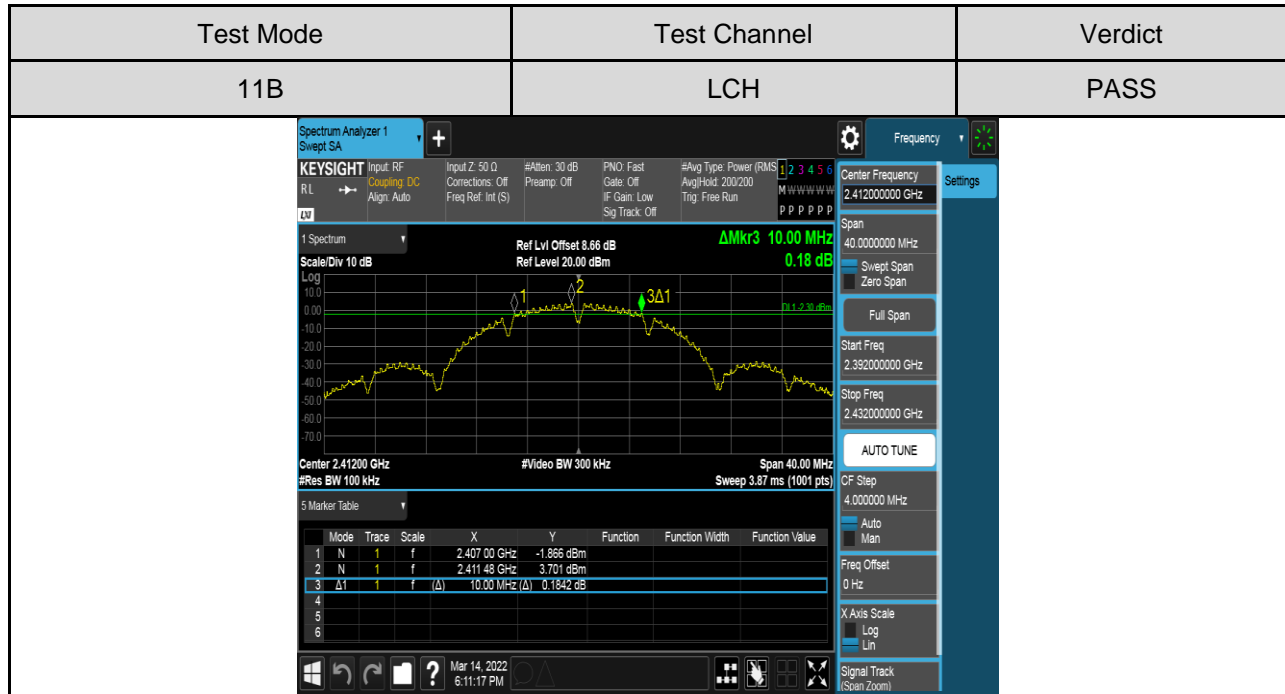 Test Mode Test Channel Verdict
11B LCH PASS
Spectrum Analyzer 1
Swept SA
+
Frequency
KEYSIGHT
RL
LXI
Input: RF
Coupling: DC
Align: Auto
Input Z: 50 Ω
Corrections: Off
Freq Ref: Int (S)
#Atten: 30 dB
Preamp: Off
PNO: Fast
Gate: Off
IF Gain: Low
Sig Track: Off
#Avg Type: Power (RMS
Avg|Hold: 200/200
Trig: Free Run
1 2 3 4 5 6
M W W W W W
P P P P P P
Center Frequency
2.412000000 GHz
Settings
Span
40.0000000 MHz
Swept Span
Zero Span
Full Span
Start Freq
2.392000000 GHz
Stop Freq
2.432000000 GHz
AUTO TUNE
CF Step
4.000000 MHz
Auto
Man
Freq Offset
0 Hz
X Axis Scale
Log
Lin
Signal Track
(Span Zoom)
1 Spectrum
Scale/Div 10 dB
Ref Lvl Offset 8.66 dB
Ref Level 20.00 dBm
ΔMkr3 10.00 MHz
0.18 dB
Log
10.0
0.00
-10.0
-20.0
-30.0
-40.0
-50.0
-60.0
-70.0
1
2
3Δ1
DL1 -2.30 dBm
Center 2.41200 GHz #Video BW 300 kHz Span 40.00 MHz
#Res BW 100 kHz Sweep 3.87 ms (1001 pts)
5 Marker Table
Mode Trace Scale X Y Function Function Width Function Value
1 N 1 f 2.407 00 GHz -1.866 dBm
2 N 1 f 2.411 48 GHz 3.701 dBm
3 Δ1 1 f (Δ) 10.00 MHz (Δ) 0.1842 dB
4
5
6
?
Mar 14, 2022
6:11:17 PM